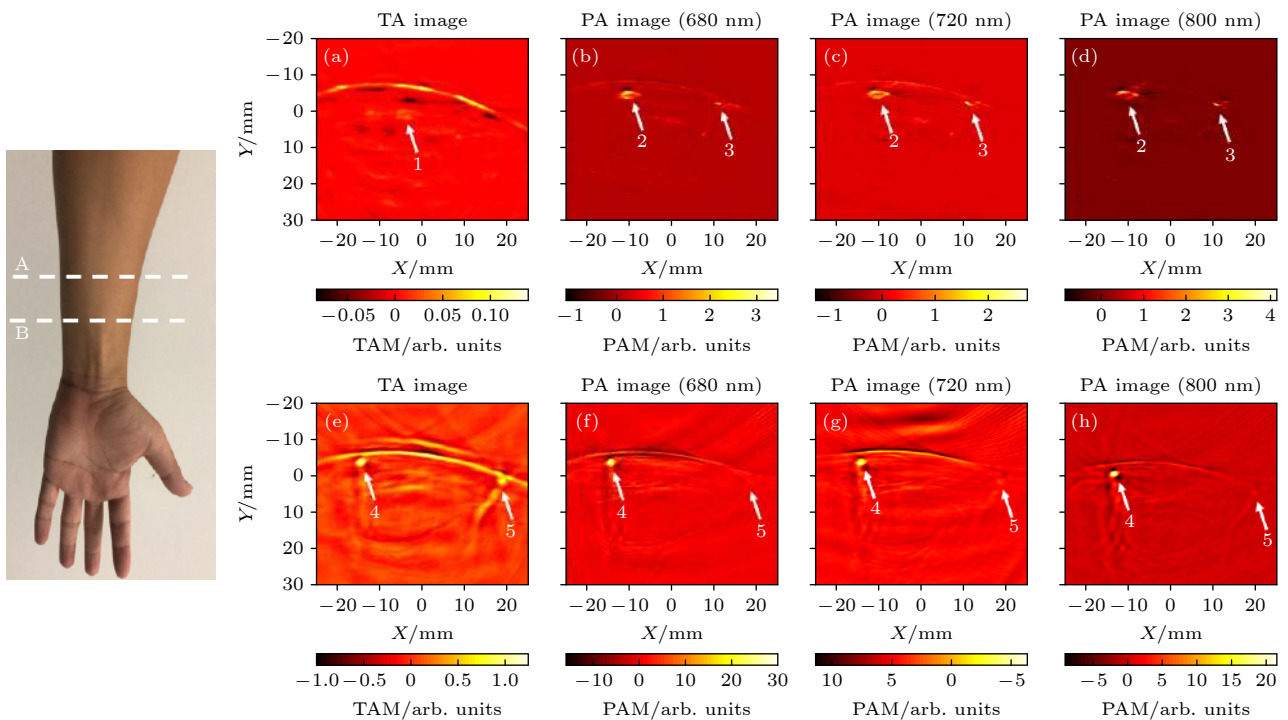 A
B
TA image
PA image (680 nm)
PA image (720 nm)
PA image (800 nm)
(a)
(b)
(c)
(d)
Y/mm
−20
−10
0
10
20
30
1
2
3
2
3
2
3
−20 −10 0 10 20
−20 −10 0 10 20
−20 −10 0 10 20
−20 −10 0 10 20
X/mm
X/mm
X/mm
X/mm
−0.05 0 0.05 0.10
−1 0 1 2 3
−1 0 1 2
0 1 2 3 4
TAM/arb. units
PAM/arb. units
PAM/arb. units
PAM/arb. units
TA image
PA image (680 nm)
PA image (720 nm)
PA image (800 nm)
(e)
(f)
(g)
(h)
Y/mm
−20
−10
0
10
20
30
4
5
4
5
4
5
4
5
−20 −10 0 10 20
−20 −10 0 10 20
−20 −10 0 10 20
−20 −10 0 10 20
X/mm
X/mm
X/mm
X/mm
−1.0 −0.5 0 0.5 1.0
−10 0 10 20 30
10 5 0 −5
−5 0 5 10 15 20
TAM/arb. units
PAM/arb. units
PAM/arb. units
PAM/arb. units